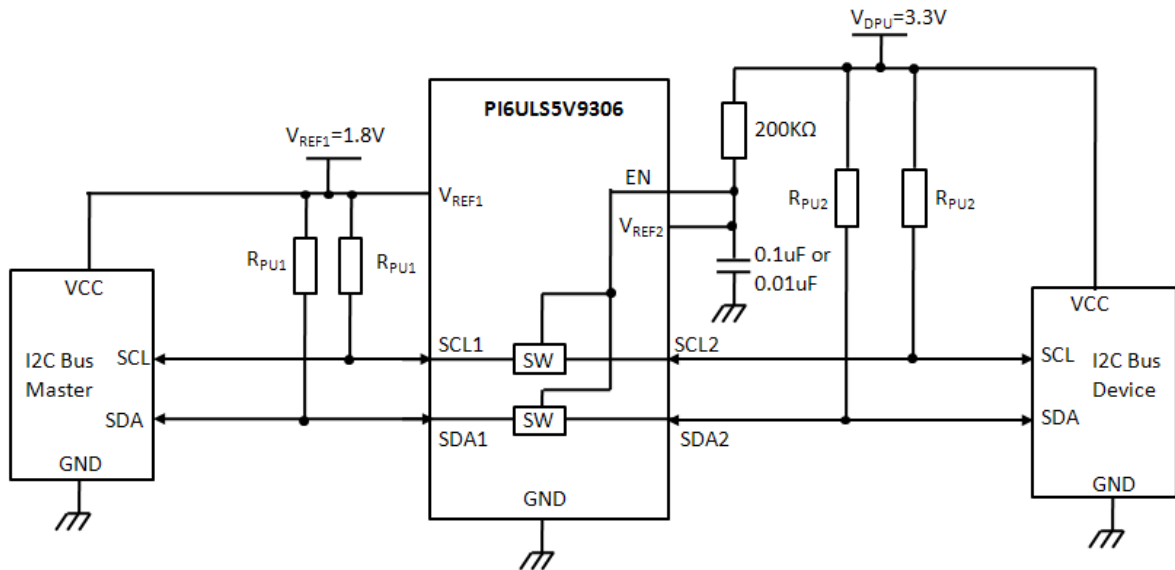 V_DPU=3.3V
PI6ULS5V9306
200KΩ
V_REF1=1.8V
EN
V_REF1
R_PU2
R_PU2
V_REF2
R_PU1
R_PU1
0.1uF or
0.01uF
VCC
VCC
SCL1
SCL2
SCL
SW
SCL
I2C Bus
Master
I2C Bus
Device
SDA
SW
SDA
SDA1
SDA2
GND
GND
GND